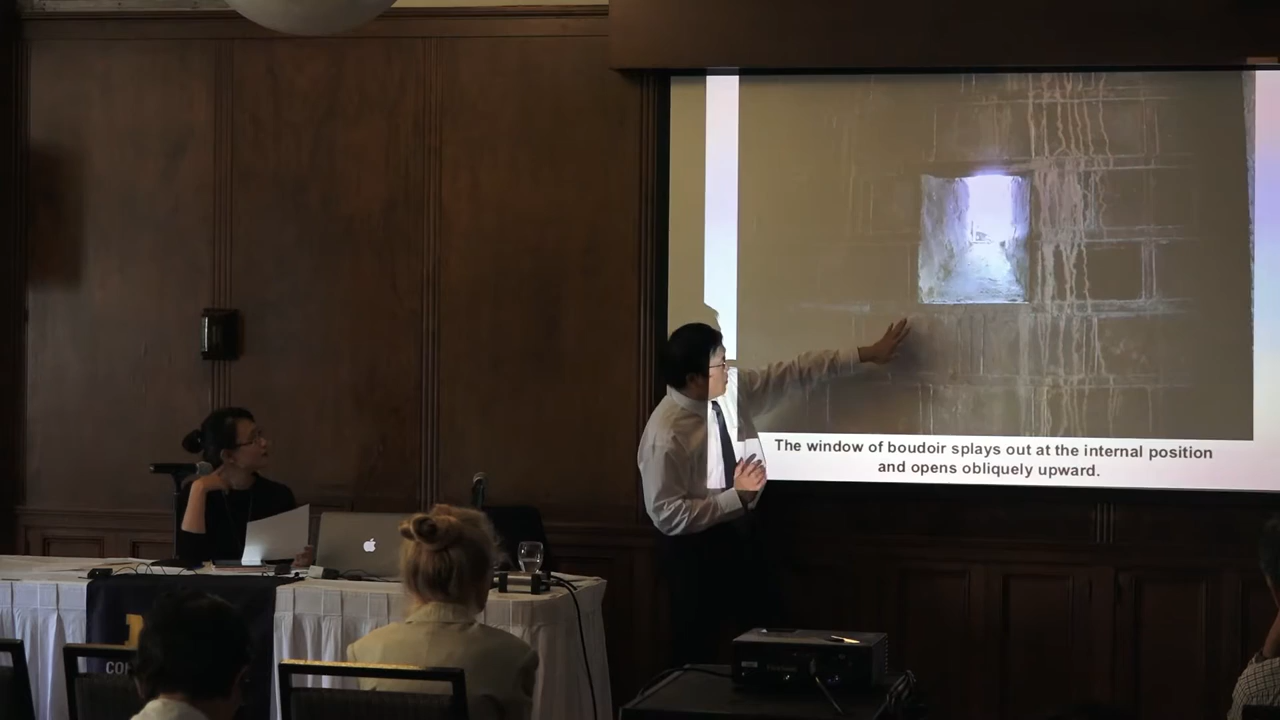 The window of boudoir splays out at the internal position
and opens obliquely upward.